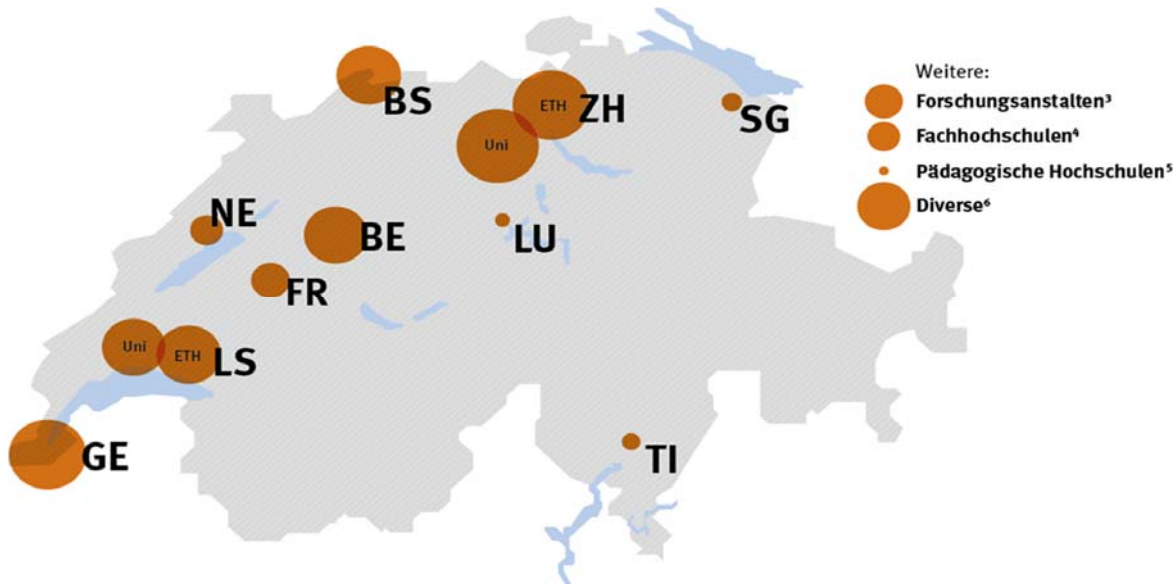 BS
ETH
ZH
Uni
SG
Weitere:
Forschungsanstalten³
Fachhochschulen⁴
Pädagogische Hochschulen⁵
Diverse⁶
NE
BE
LU
FR
Uni
ETH
LS
GE
TI